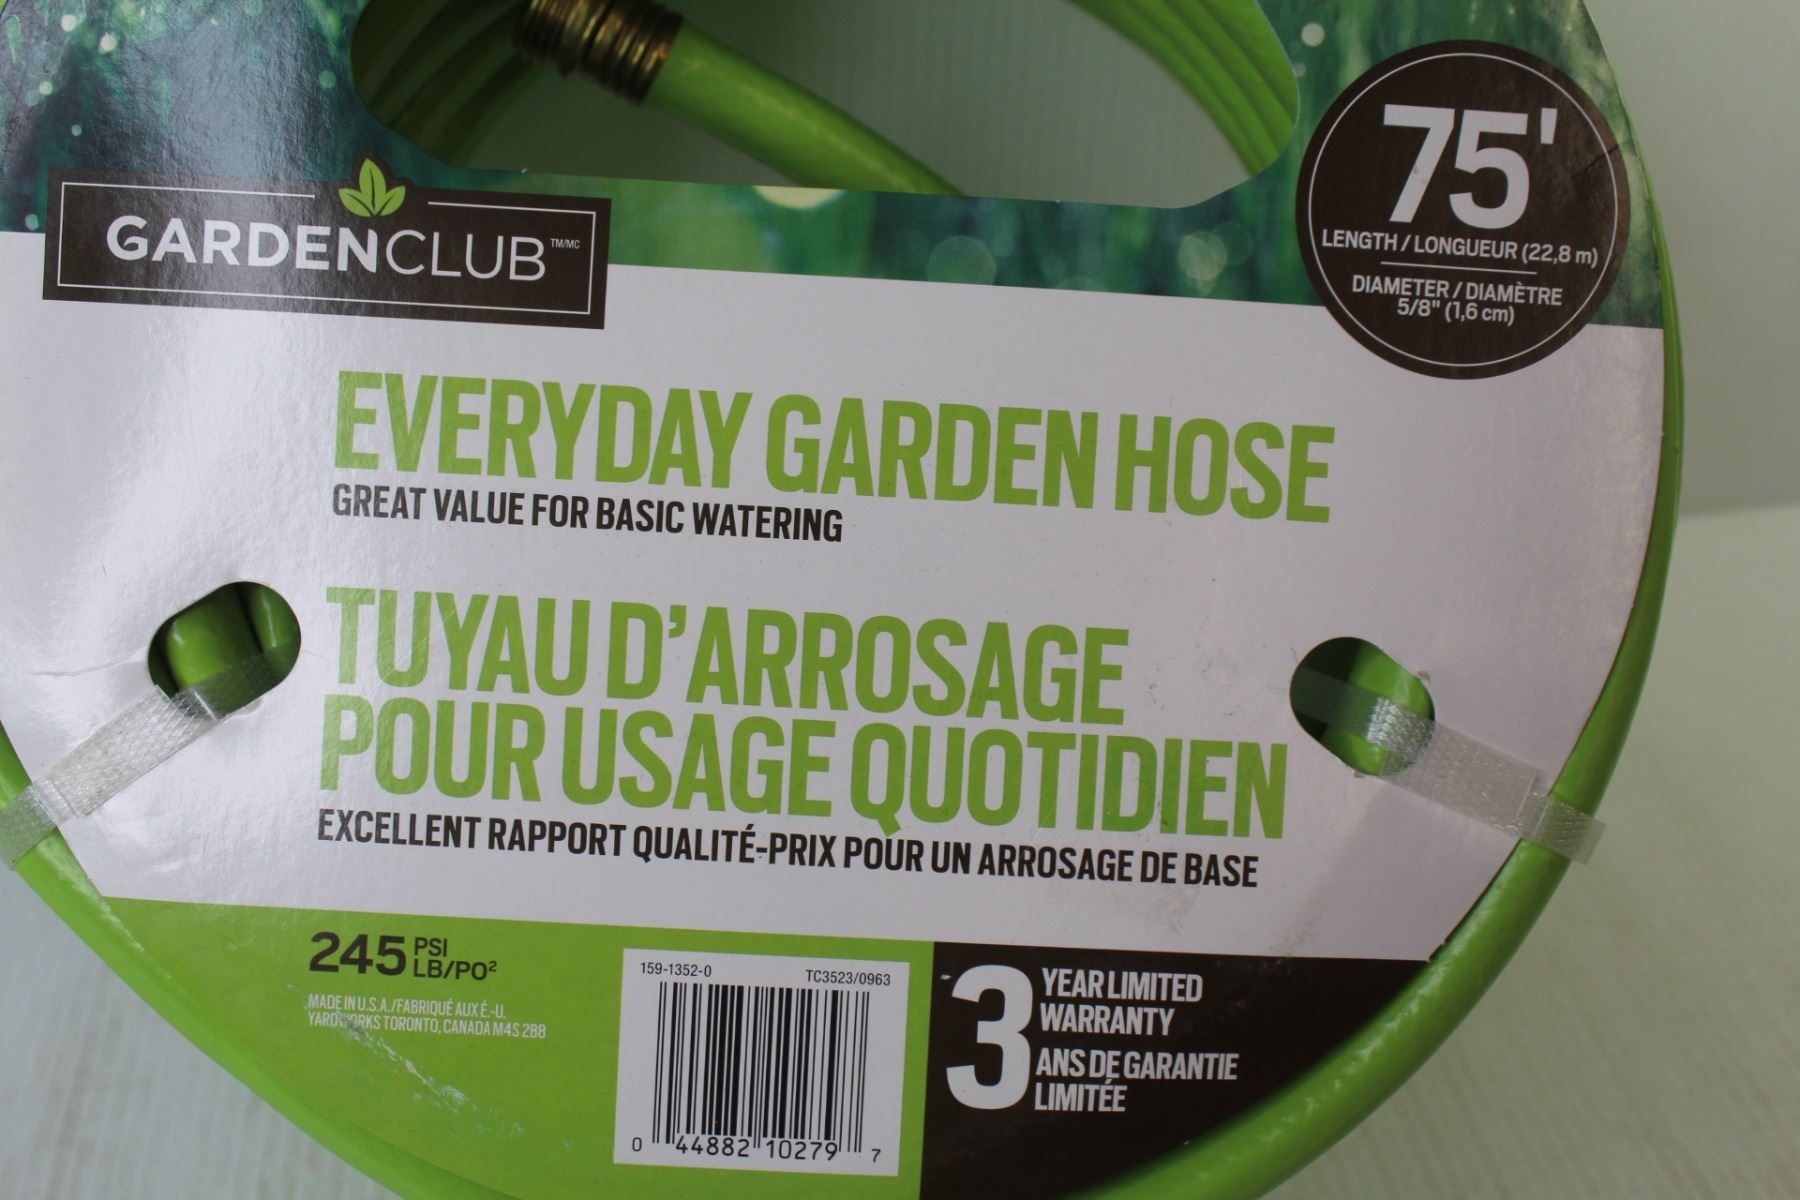 GARDENCLUB TM/MC
75'
LENGTH / LONGUEUR (22,8 m)
DIAMETER / DIAMÈTRE
5/8" (1,6 cm)
EVERYDAY GARDEN HOSE
GREAT VALUE FOR BASIC WATERING
TUYAU D'ARROSAGE
POUR USAGE QUOTIDIEN
EXCELLENT RAPPORT QUALITÉ-PRIX POUR UN ARROSAGE DE BASE
245 PSI
LB/PO²
MADE IN U.S.A./FABRIQUÉ AUX É.-U.
YARDWORKS TORONTO, CANADA M4S 2B8
159-1352-0 TC3523/0963
0 44882 10279 7
3 YEAR LIMITED
WARRANTY
ANS DE GARANTIE
LIMITÉE